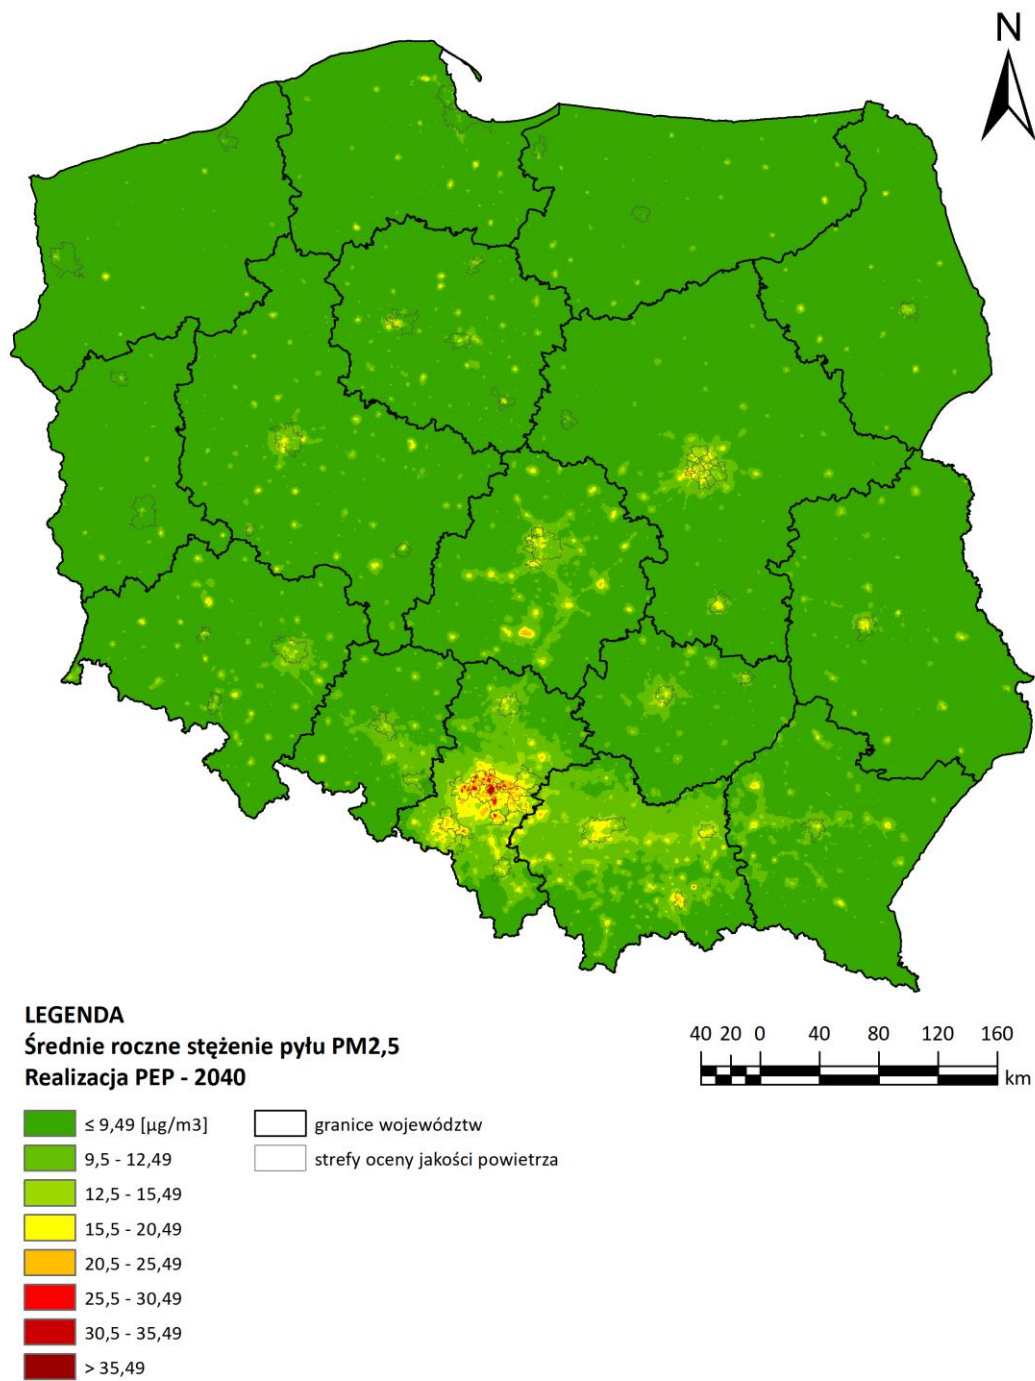 N
LEGENDA
Średnie roczne stężenie pyłu PM2,5
Realizacja PEP - 2040
40 20 0 40 80 120 160
km
≤ 9,49 [µg/m3]
9,5 - 12,49
12,5 - 15,49
15,5 - 20,49
20,5 - 25,49
25,5 - 30,49
30,5 - 35,49
> 35,49
granice województw
strefy oceny jakości powietrza